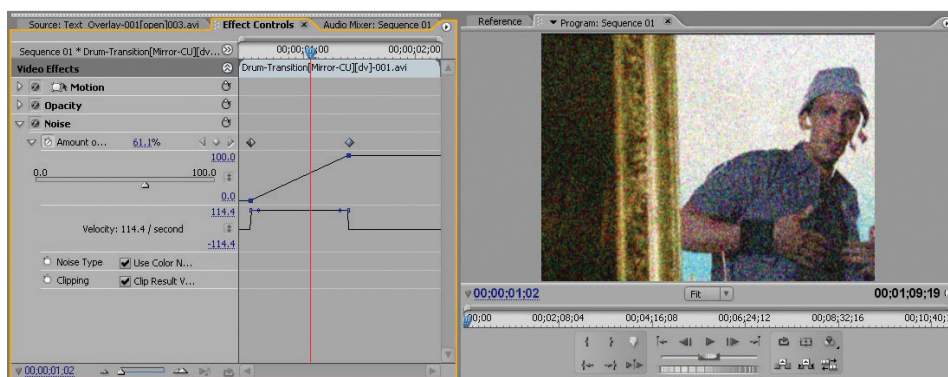 Source: Text Overlay-001[open]003.avi Effect Controls × Audio Mixer: Sequence 01
Sequence 01 * Drum-Transition[Mirror-CU][dv...
00;00;01;00 00;00;02;00
Video Effects
Drum-Transition[Mirror-CU][dv]-001.avi
Motion
Opacity
Noise
Amount o... 61.1%
100.0
0.0 100.0
0.0
114.4
Velocity: 114.4 / second
-114.4
Noise Type Use Color N...
Clipping Clip Result V...
00;00;01;02
Reference Program: Sequence 01 ×
00;00;01;02 Fit 00;01;09;19
00;00 00;02;08;04 00;04;16;08 00;06;24;12 00;08;32;16 00;10;40;